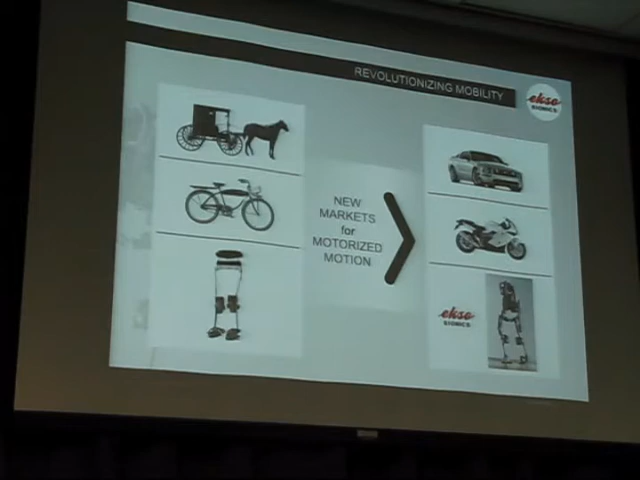 REVOLUTIONIZING MOBILITY
ekso
BIONICS
NEW
MARKETS
for
MOTORIZED
MOTION
ekso
BIONICS